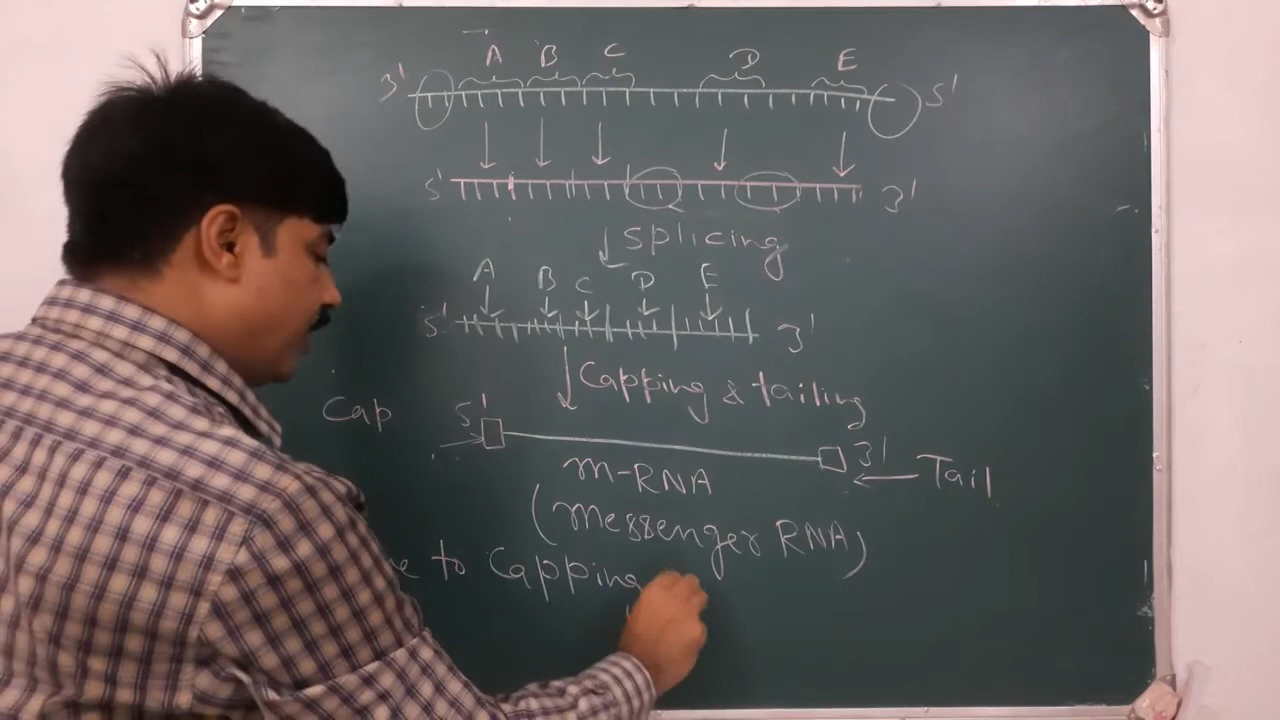 A B C D E
3' 5'
5' 3'
Splicing
A B C D E
5' 3'
Capping & tailing
Cap 5' 3' Tail
m-RNA
(Messenger RNA)
to Capping